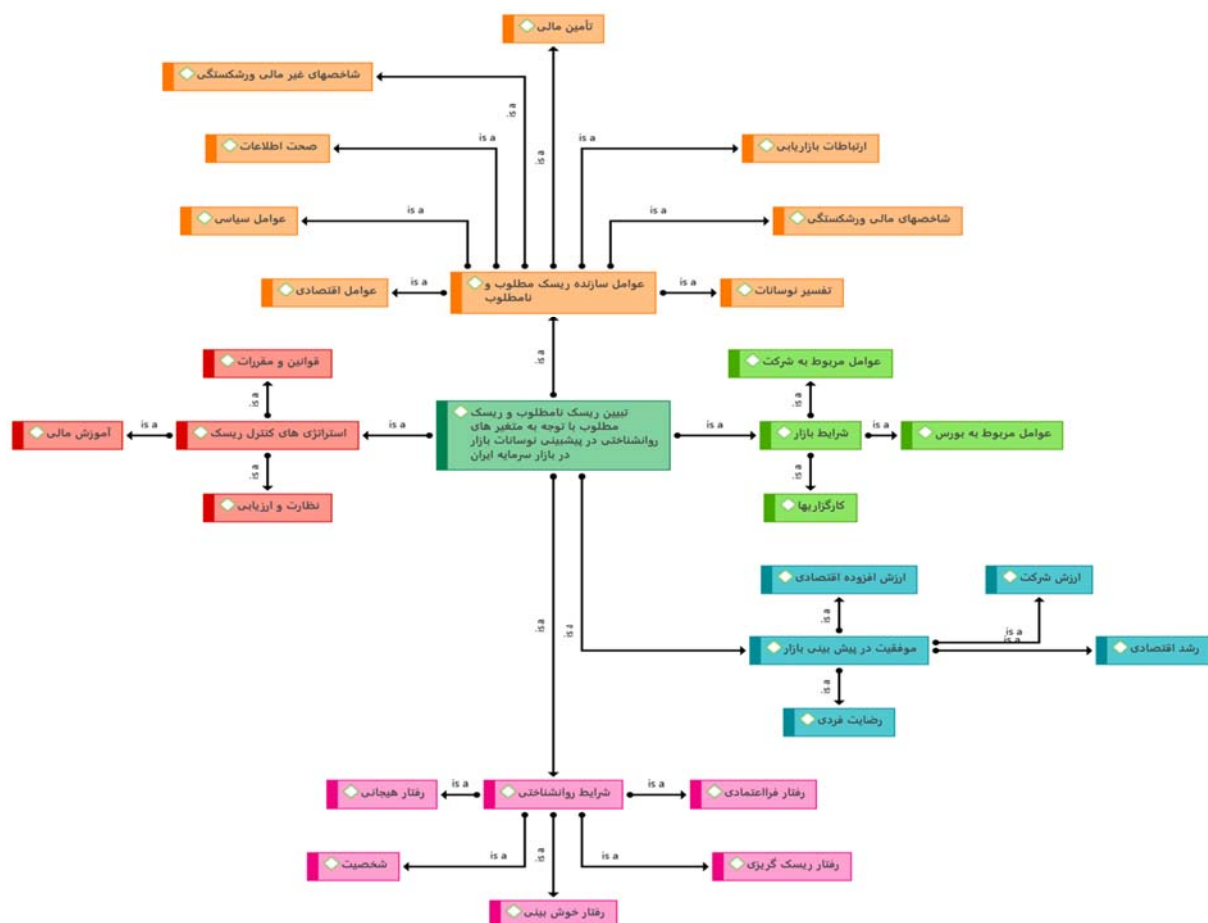 تأمین مالی
شاخصهای غیر مالی ورشکستگی
is a
is a
صحت اطلاعات
is a
is a
ارتباطات بازاریابی
عوامل سیاسی
is a
is a
شاخصهای مالی ورشکستگی
عوامل اقتصادی
is a
عوامل سازنده ریسک مطلوب و
نامطلوب
is a
تفسیر نوسانات
is a
قوانین و مقررات
عوامل مربوط به شرکت
is a
is a
آموزش مالی
is a
استراتژی های کنترل ریسک
is a
تبیین ریسک نامطلوب و ریسک
مطلوب با توجه به متغیر های
روانشناختی در پیشبینی نوسانات بازار
در بازار سرمایه ایران
is a
شرایط بازار
is a
عوامل مربوط به بورس
is a
is a
نظارت و ارزیابی
کارگزاریها
ارزش افزوده اقتصادی
ارزش شرکت
is a
is a
is a
is a
is a
موفقیت در پیش بینی بازار
رشد اقتصادی
is a
رضایت فردی
رفتار هیجانی
is a
شرایط روانشناختی
is a
رفتار فرااعتمادی
شخصیت
is a
is a
is a
رفتار ریسک گریزی
رفتار خوش بینی